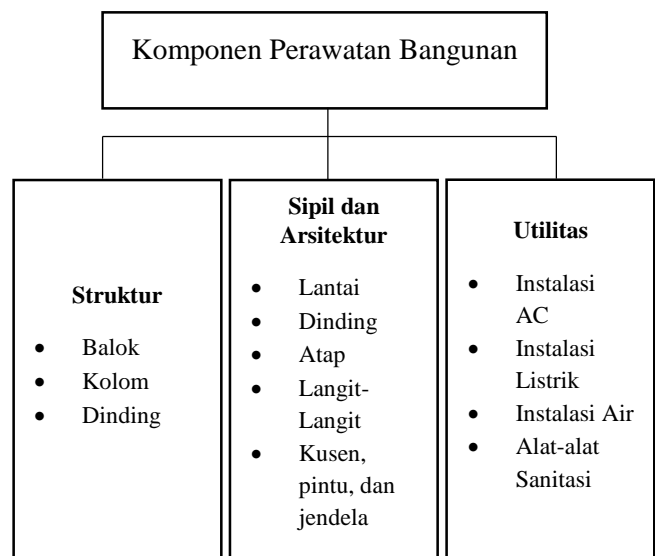 Komponen Perawatan Bangunan
Struktur
• Balok
• Kolom
• Dinding
Sipil dan
Arsitektur
• Lantai
• Dinding
• Atap
• Langit-
Langit
• Kusen,
pintu, dan
jendela
Utilitas
• Instalasi
AC
• Instalasi
Listrik
• Instalasi Air
• Alat-alat
Sanitasi